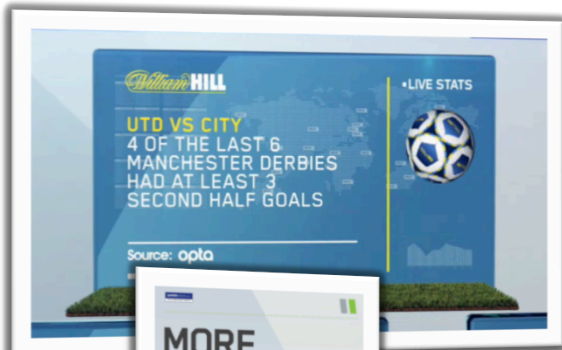 William HILL
•LIVE STATS
UTD VS CITY
4 OF THE LAST 6
MANCHESTER DERBIES
HAD AT LEAST 3
SECOND HALF GOALS
Source: opta
MORE